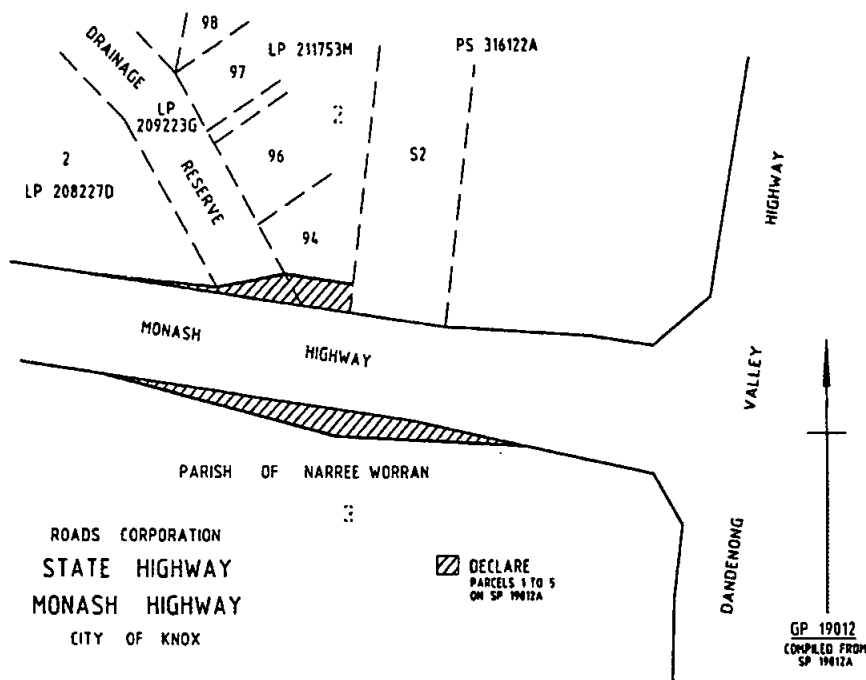 98
DRAINAGE
LP 211753M
PS 316122A
97
LP
209223G
2
2
96
S2
LP 208227D
RESERVE
94
HIGHWAY
MONASH HIGHWAY
VALLEY
PARISH OF NARREE WORRAN
3
ROADS CORPORATION
STATE HIGHWAY
MONASH HIGHWAY
CITY OF KNOX
DECLARE
PARCELS 1 TO 5
ON SP 19012A
DANDENONG
GP 19012
COMPILED FROM
SP 19012A